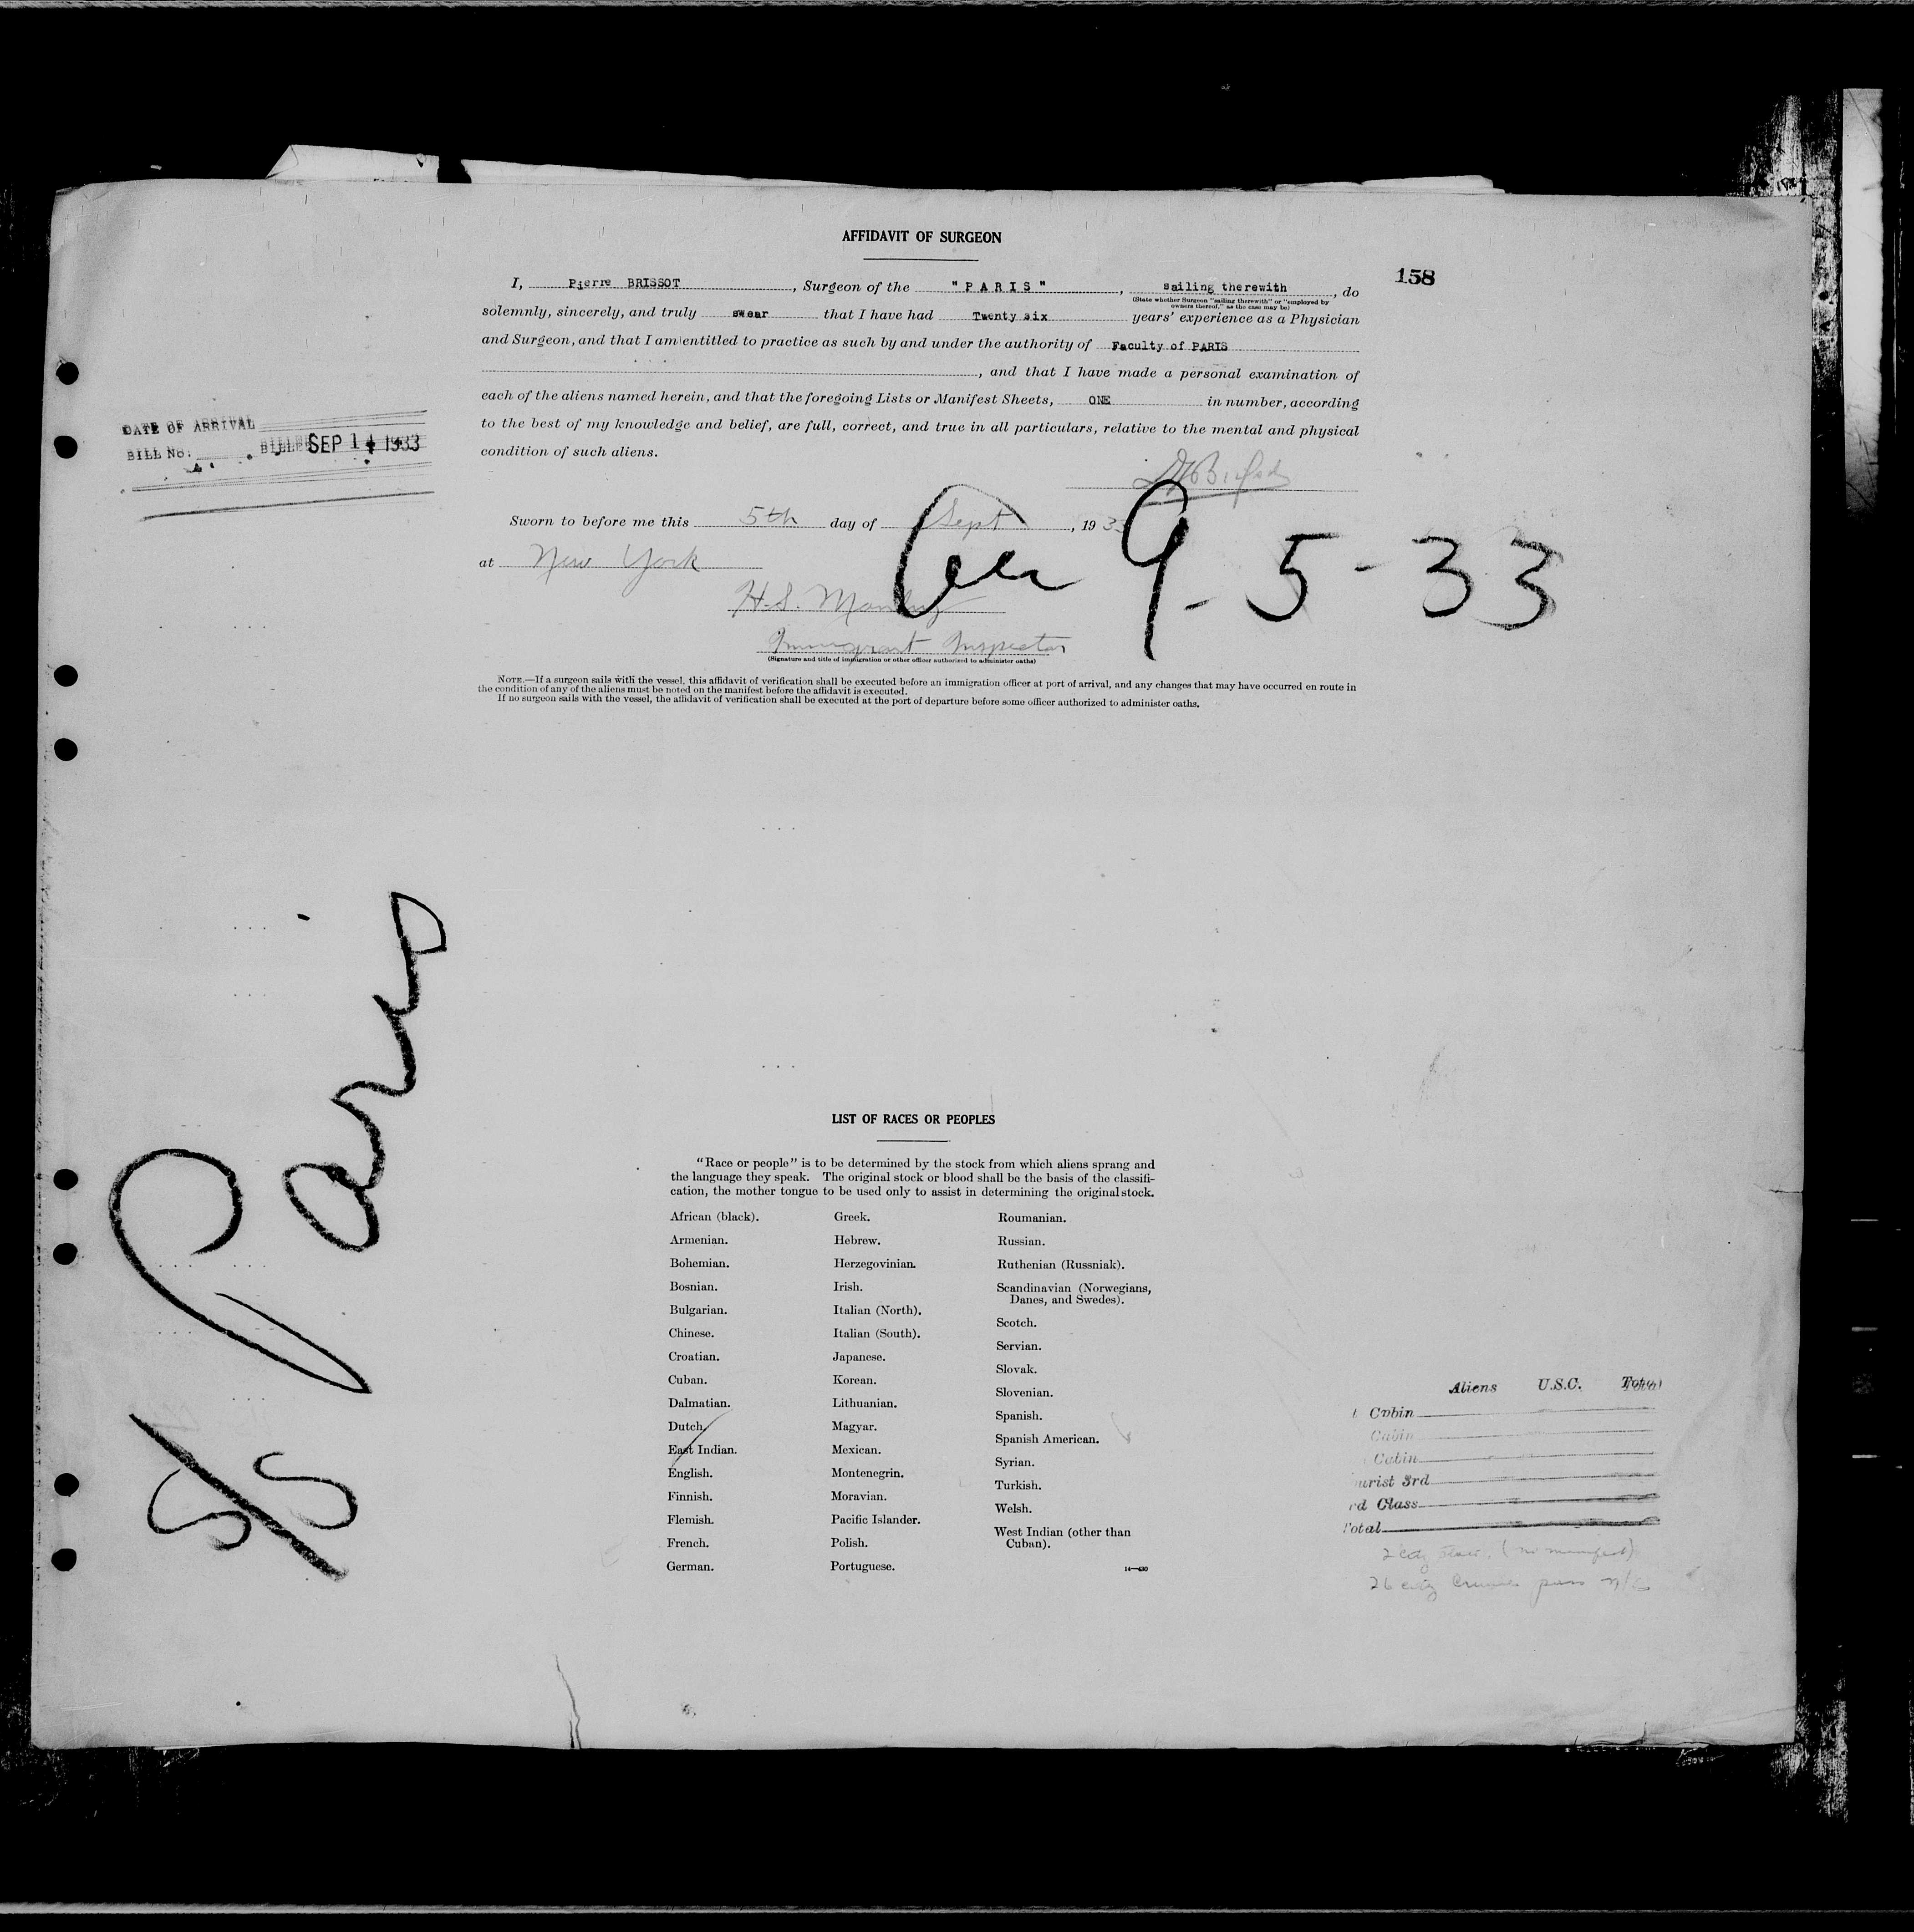 AFFIDAVIT OF SURGEON
158
I, Pierre BRISSOT, Surgeon of the "PARIS", sailing therewith, do
(State whether Surgeon "sailing therewith" or "employed by
owners thereof," as the case may be)
solemnly, sincerely, and truly swear that I have had Twenty six years' experience as a Physician
and Surgeon, and that I am entitled to practice as such by and under the authority of Faculty of PARIS
, and that I have made a personal examination of
each of the aliens named herein, and that the foregoing Lists or Manifest Sheets, ONE in number, according
to the best of my knowledge and belief, are full, correct, and true in all particulars, relative to the mental and physical
condition of such aliens.
DATE OF ARRIVAL
BILL NO. BILLED SEP 14 1933
Sworn to before me this 5th day of Sept, 1933
9-5-33
at New York
H.S.
Immigrant Inspector
(Signature and title of immigration or other officer authorized to administer oaths)
NOTE.—If a surgeon sails with the vessel, this affidavit of verification shall be executed before an immigration officer at port of arrival, and any changes that may have occurred en route in
the condition of any of the aliens must be noted on the manifest before the affidavit is executed.
If no surgeon sails with the vessel, the affidavit of verification shall be executed at the port of departure before some officer authorized to administer oaths.
S/S Paris
LIST OF RACES OR PEOPLES
"Race or people" is to be determined by the stock from which aliens sprang and
the language they speak. The original stock or blood shall be the basis of the classifi-
cation, the mother tongue to be used only to assist in determining the original stock.
African (black).
Armenian.
Bohemian.
Bosnian.
Bulgarian.
Chinese.
Croatian.
Cuban.
Dalmatian.
Dutch.
East Indian.
English.
Finnish.
Flemish.
French.
German.
Greek.
Hebrew.
Herzegovinian.
Irish.
Italian (North).
Italian (South).
Japanese.
Korean.
Lithuanian.
Magyar.
Mexican.
Montenegrin.
Moravian.
Pacific Islander.
Polish.
Portuguese.
Roumanian.
Russian.
Ruthenian (Russniak).
Scandinavian (Norwegians,
Danes, and Swedes).
Scotch.
Servian.
Slovak.
Slovenian.
Spanish.
Spanish American.
Syrian.
Turkish.
Welsh.
West Indian (other than
Cuban).
14—430
Aliens U.S.C. Total
Cabin
Cabin
Cabin
urist 3rd
rd Class
Total
(no manifest)
26